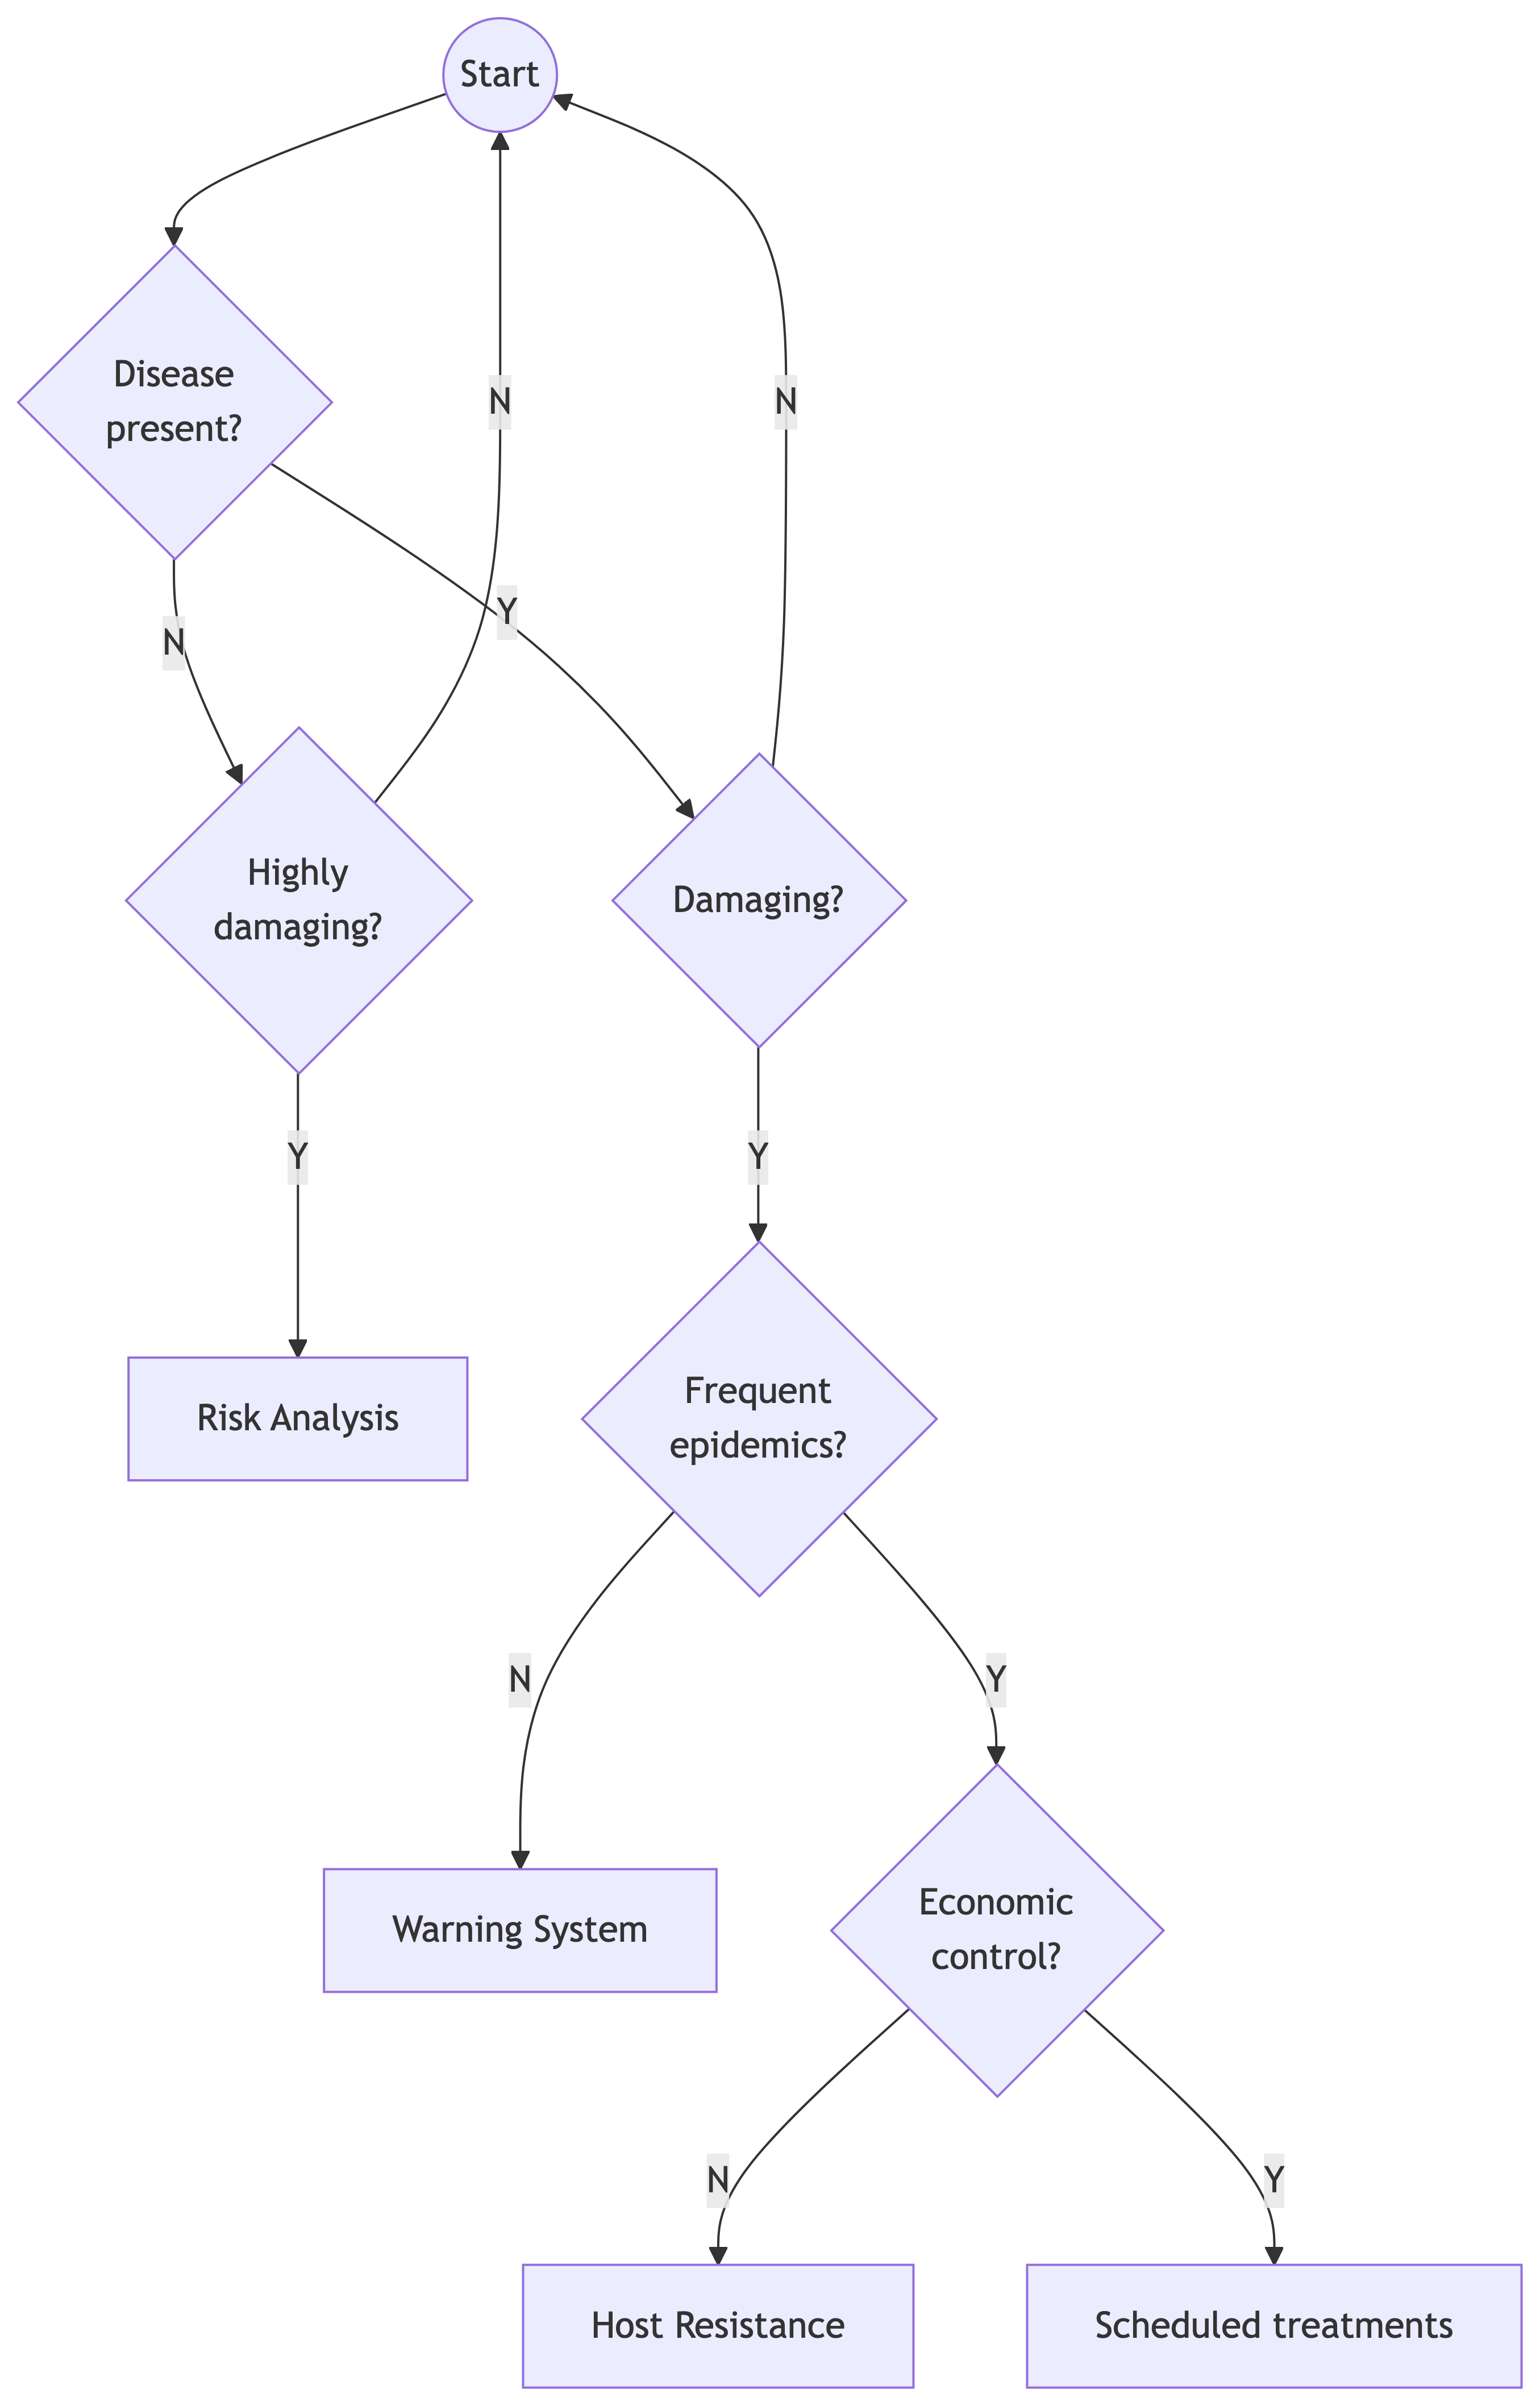 Start
Disease
present?
N
N
Y
N
Highly
damaging?
Damaging?
Y
Y
Frequent
epidemics?
Risk Analysis
N
Y
Economic
control?
Warning System
N
Y
Host Resistance
Scheduled treatments